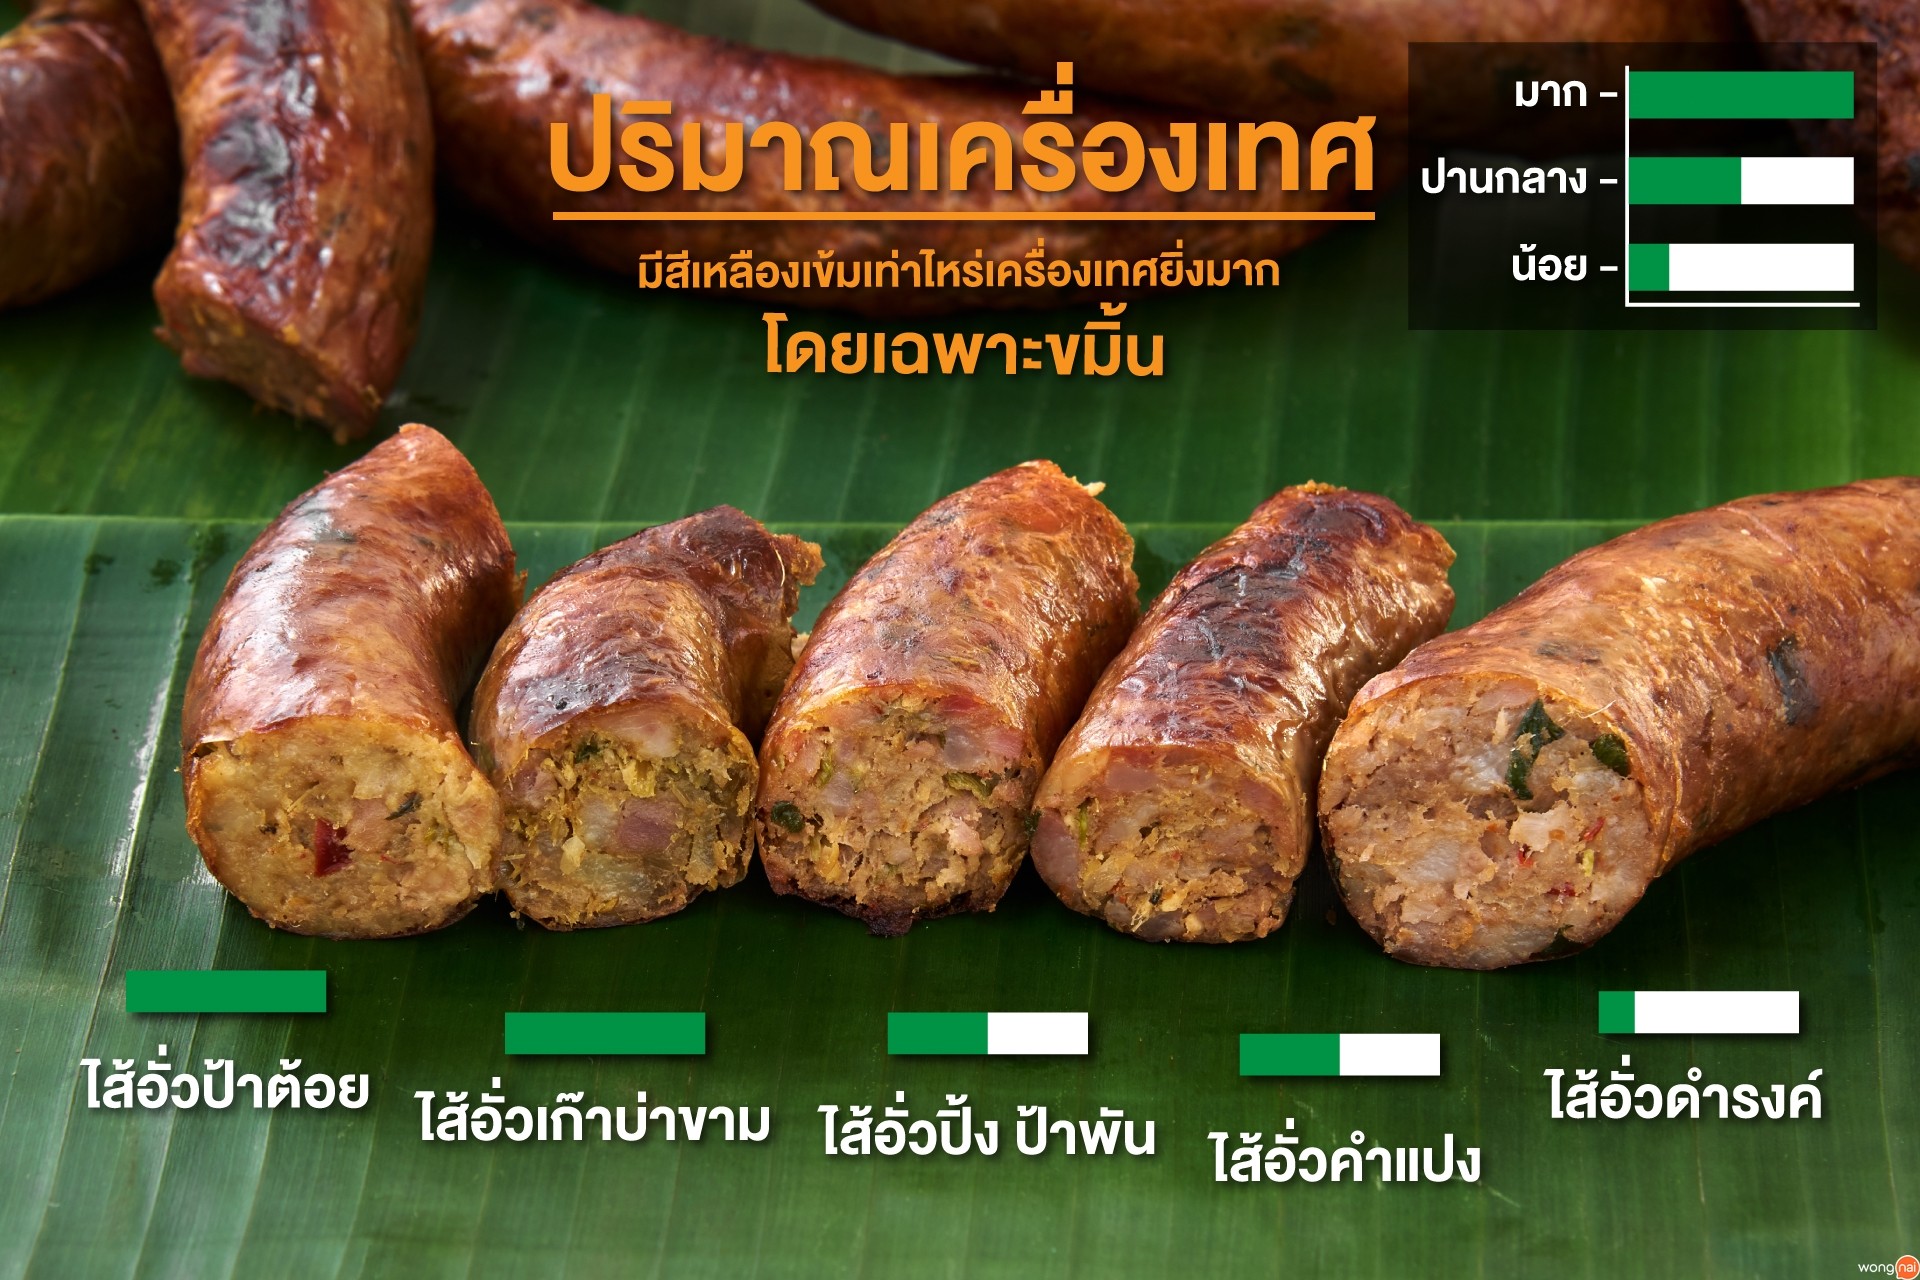 ปริมาณเครื่องเทศ
มีสีเหลืองเข้มเท่าไหร่เครื่องเทศยิ่งมาก
โดยเฉพาะขมิ้น
มาก -
ปานกลาง -
น้อย -
ไส้อั่วป้าต้อย
ไส้อั่วเก๊าบ่าขาม
ไส้อั่วปิ้ง ป้าพัน
ไส้อั่วคำแปง
ไส้อั่วดำรงค์
wongnai